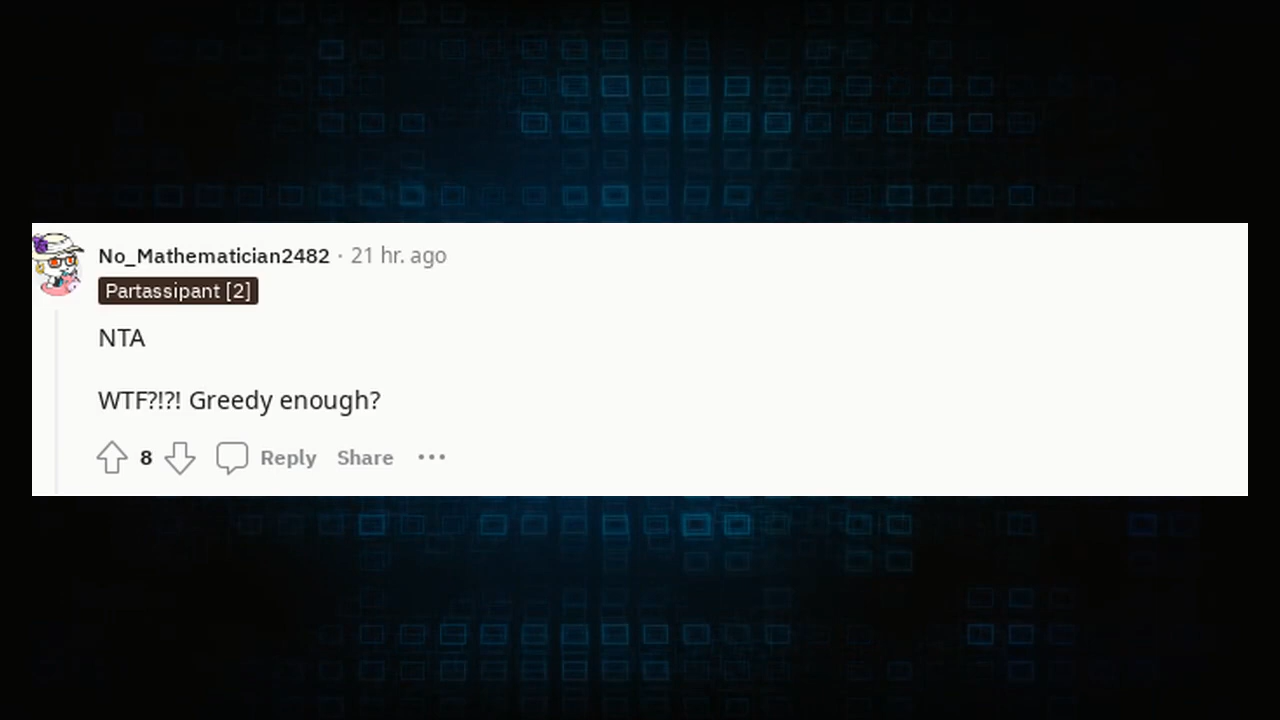 No_Mathematician2482 · 21 hr. ago
Partassipant [2]
NTA
WTF?!?! Greedy enough?
8 Reply Share ···